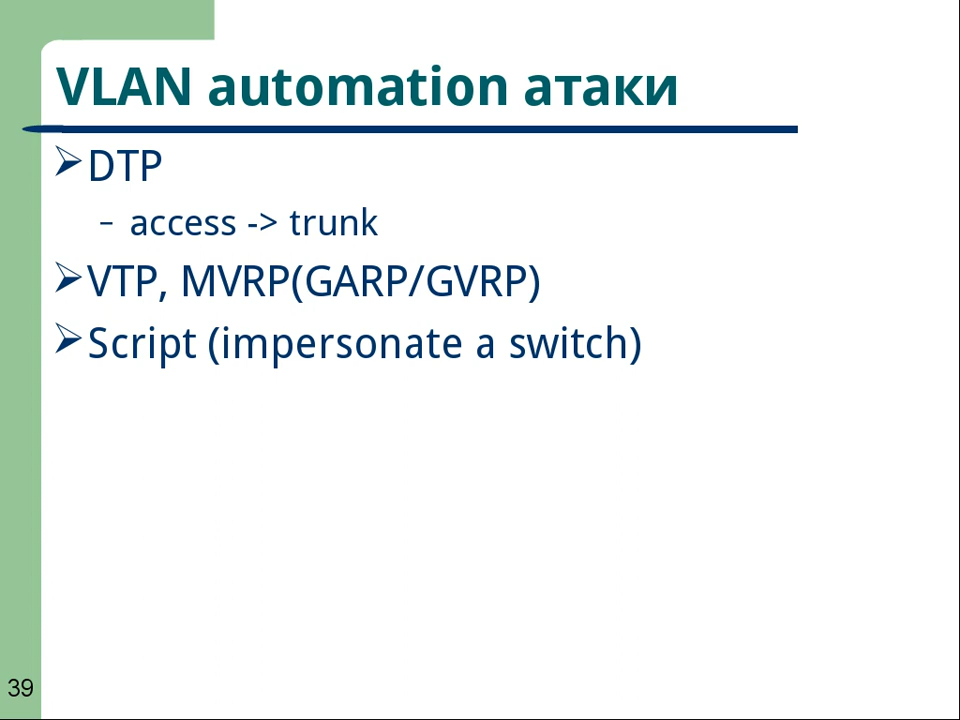 VLAN automation атаки
➢DTP
– access -> trunk
➢VTP, MVRP(GARP/GVRP)
➢Script (impersonate a switch)
39